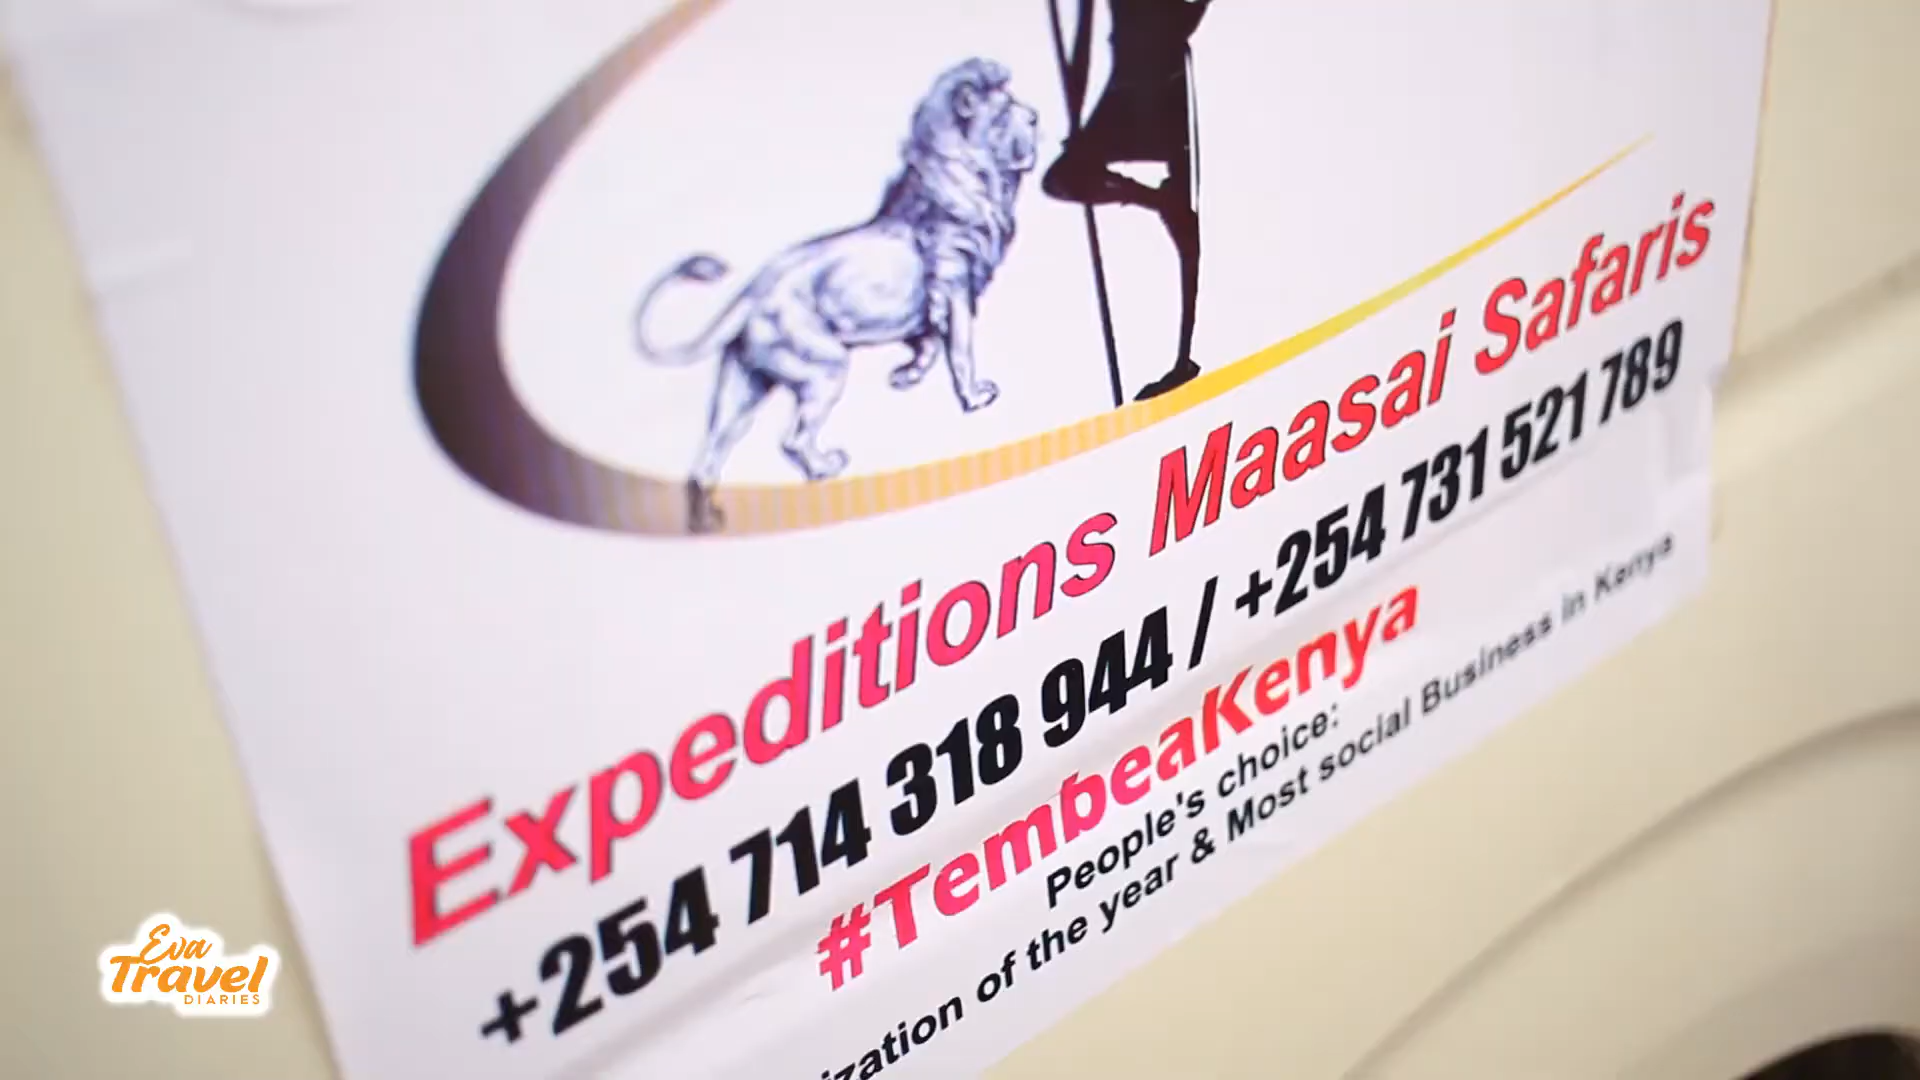 Expeditions Maasai Safaris
+254 714 318 944 / +254 731 521 789
#TembeaKenya
People's choice:
of the year & Most social Business in Kenya
Eva
Travel
DIARIES